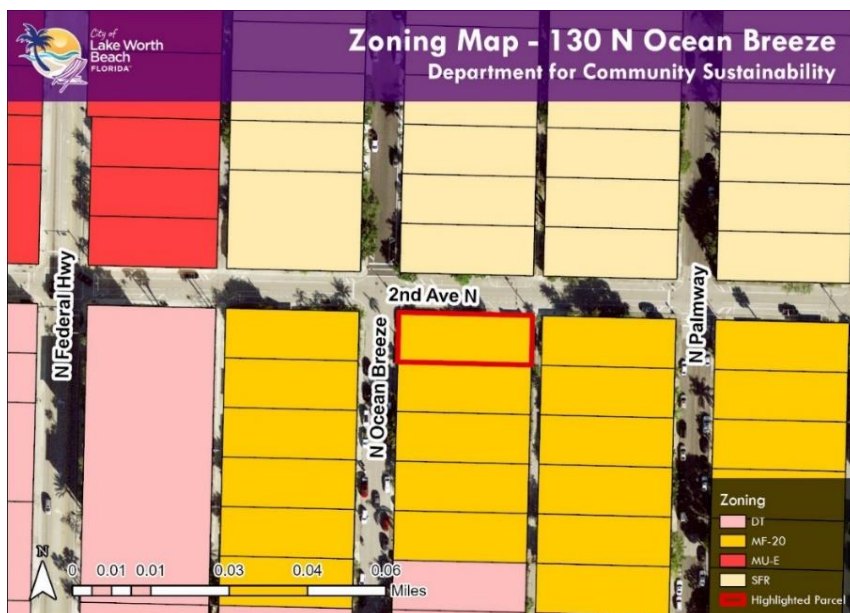 City of
Lake Worth
Beach
FLORIDA
Zoning Map - 130 N Ocean Breeze
Department for Community Sustainability
N Federal Hwy
2nd Ave N
N Ocean Breeze
N Palmway
Zoning
DT
MF-20
MU-E
SFR
Highlighted Parcel
N
0 0.01 0.01 0.03 0.04 0.06
Miles